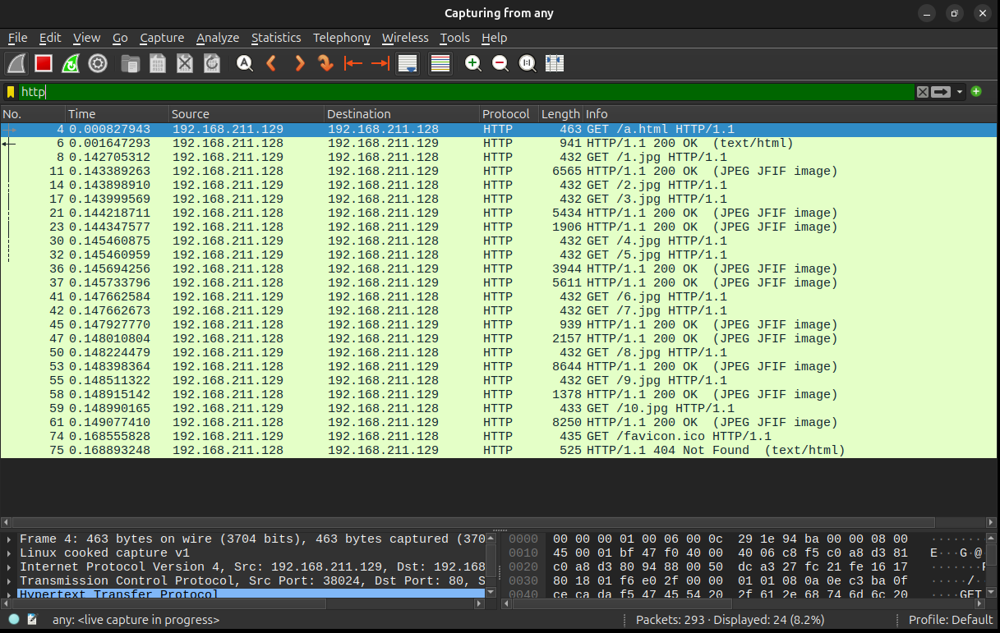 Capturing from any
File Edit View Go Capture Analyze Statistics Telephony Wireless Tools Help
http
No. Time Source Destination Protocol Length Info
4 0.000827943 192.168.211.129 192.168.211.128 HTTP 463 GET /a.html HTTP/1.1
6 0.001647293 192.168.211.128 192.168.211.129 HTTP 941 HTTP/1.1 200 OK (text/html)
8 0.142705312 192.168.211.129 192.168.211.128 HTTP 432 GET /1.jpg HTTP/1.1
11 0.143389263 192.168.211.128 192.168.211.129 HTTP 6565 HTTP/1.1 200 OK (JPEG JFIF image)
14 0.143898910 192.168.211.129 192.168.211.128 HTTP 432 GET /2.jpg HTTP/1.1
17 0.143999569 192.168.211.129 192.168.211.128 HTTP 432 GET /3.jpg HTTP/1.1
21 0.144218711 192.168.211.128 192.168.211.129 HTTP 5434 HTTP/1.1 200 OK (JPEG JFIF image)
23 0.144347577 192.168.211.128 192.168.211.129 HTTP 1906 HTTP/1.1 200 OK (JPEG JFIF image)
30 0.145460875 192.168.211.129 192.168.211.128 HTTP 432 GET /4.jpg HTTP/1.1
32 0.145460959 192.168.211.129 192.168.211.128 HTTP 432 GET /5.jpg HTTP/1.1
36 0.145694256 192.168.211.128 192.168.211.129 HTTP 3944 HTTP/1.1 200 OK (JPEG JFIF image)
37 0.145733796 192.168.211.128 192.168.211.129 HTTP 5611 HTTP/1.1 200 OK (JPEG JFIF image)
41 0.147662584 192.168.211.129 192.168.211.128 HTTP 432 GET /6.jpg HTTP/1.1
42 0.147662673 192.168.211.129 192.168.211.128 HTTP 432 GET /7.jpg HTTP/1.1
45 0.147927770 192.168.211.128 192.168.211.129 HTTP 939 HTTP/1.1 200 OK (JPEG JFIF image)
47 0.148010804 192.168.211.128 192.168.211.129 HTTP 2157 HTTP/1.1 200 OK (JPEG JFIF image)
50 0.148224479 192.168.211.129 192.168.211.128 HTTP 432 GET /8.jpg HTTP/1.1
53 0.148398364 192.168.211.128 192.168.211.129 HTTP 8644 HTTP/1.1 200 OK (JPEG JFIF image)
55 0.148511322 192.168.211.129 192.168.211.128 HTTP 432 GET /9.jpg HTTP/1.1
58 0.148915142 192.168.211.128 192.168.211.129 HTTP 1378 HTTP/1.1 200 OK (JPEG JFIF image)
59 0.148990165 192.168.211.129 192.168.211.128 HTTP 433 GET /10.jpg HTTP/1.1
61 0.149077410 192.168.211.128 192.168.211.129 HTTP 8250 HTTP/1.1 200 OK (JPEG JFIF image)
74 0.168555828 192.168.211.129 192.168.211.128 HTTP 435 GET /favicon.ico HTTP/1.1
75 0.168893248 192.168.211.128 192.168.211.129 HTTP 525 HTTP/1.1 404 Not Found (text/html)
Frame 4: 463 bytes on wire (3704 bits), 463 bytes captured (370
Linux cooked capture v1
Internet Protocol Version 4, Src: 192.168.211.129, Dst: 192.168
Transmission Control Protocol, Src Port: 38024, Dst Port: 80, S
Hypertext Transfer Protocol
0000 00 00 00 01 00 06 00 0c 29 1e 94 ba 00 00 08 00 ·······
0010 45 00 01 bf 47 f0 40 00 40 06 c8 f5 c0 a8 d3 81 E···G·@
0020 c0 a8 d3 80 94 88 00 50 dc a3 27 fc 21 fe 16 17 ·······P
0030 80 18 01 f6 e0 2f 00 00 01 01 08 0a 0e c3 ba 0f ·····/·
0040 ce ca da f5 47 45 54 20 2f 61 2e 68 74 6d 6c 20 ····GET
any: <live capture in progress>
Packets: 293 · Displayed: 24 (8.2%)
Profile: Default